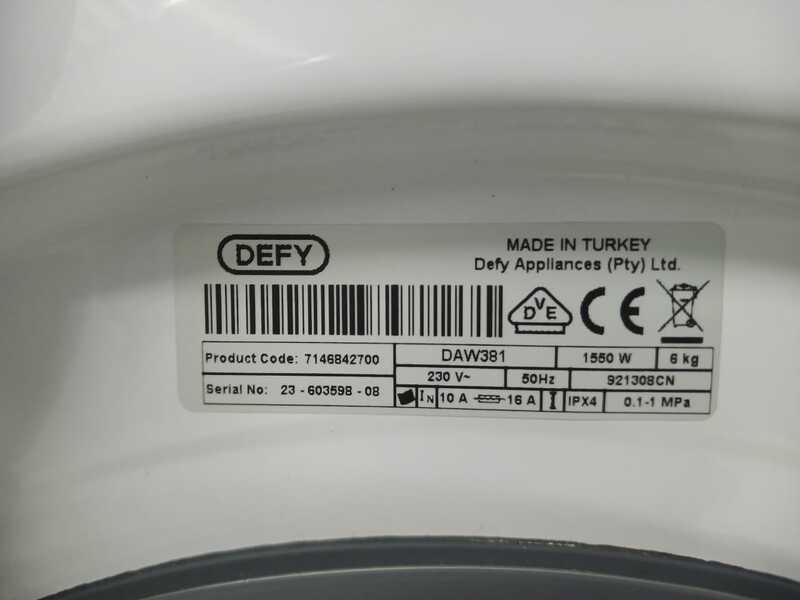 DEFY
MADE IN TURKEY
Defy Appliances (Pty) Ltd.
DVE
CE
Product Code: 7146842700
DAW381
1550 W
6 kg
230 V~
50Hz
921308CN
Serial No: 23 - 603598 - 08
IN
10 A
16 A
IPX4
0.1-1 MPa